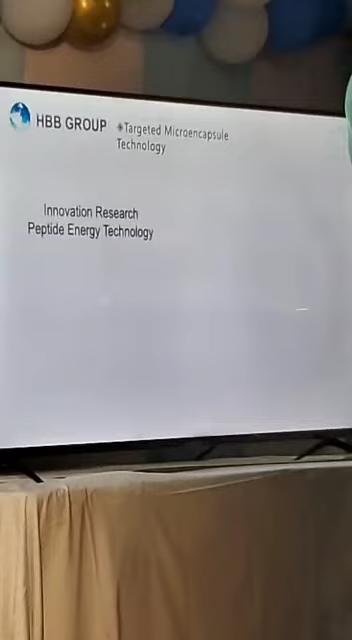 HBB GROUP
*Targeted Microencapsule
Technology
Innovation Research
Peptide Energy Technology